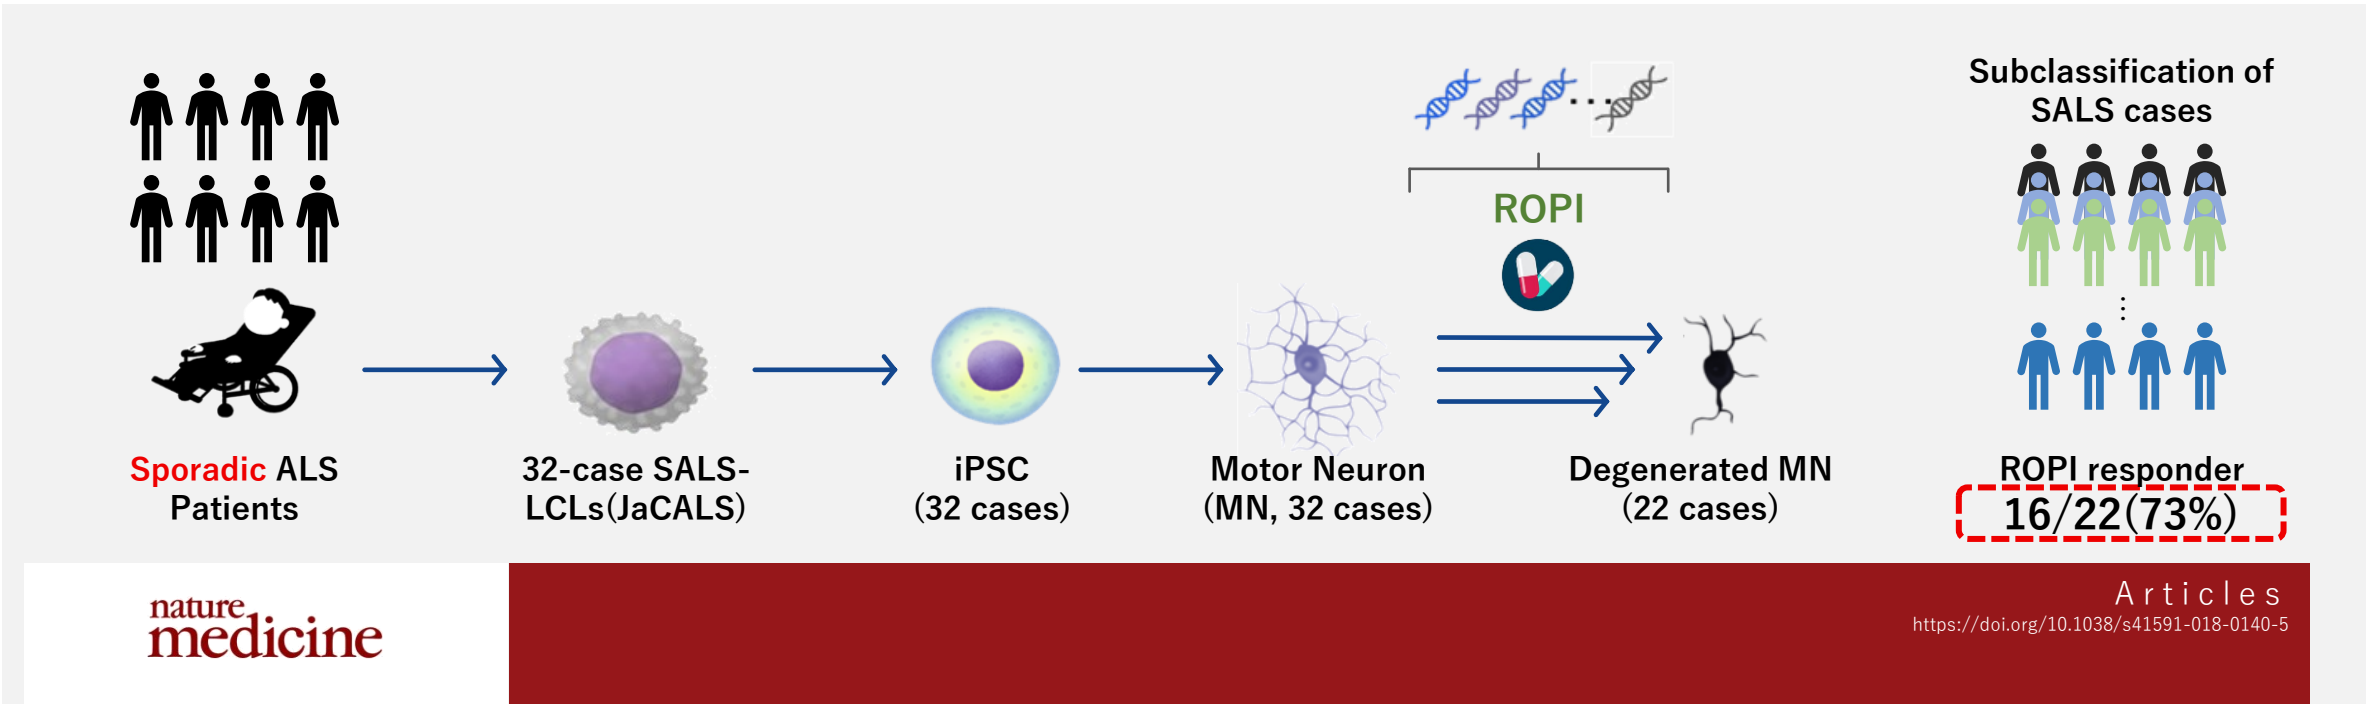 Subclassification of
SALS cases
ROPI
Sporadic ALS
Patients
32-case SALS-
LCLs(JaCALS)
iPSC
(32 cases)
Motor Neuron
(MN, 32 cases)
Degenerated MN
(22 cases)
ROPI responder
16/22(73%)
nature
medicine
Articles
https://doi.org/10.1038/s41591-018-0140-5